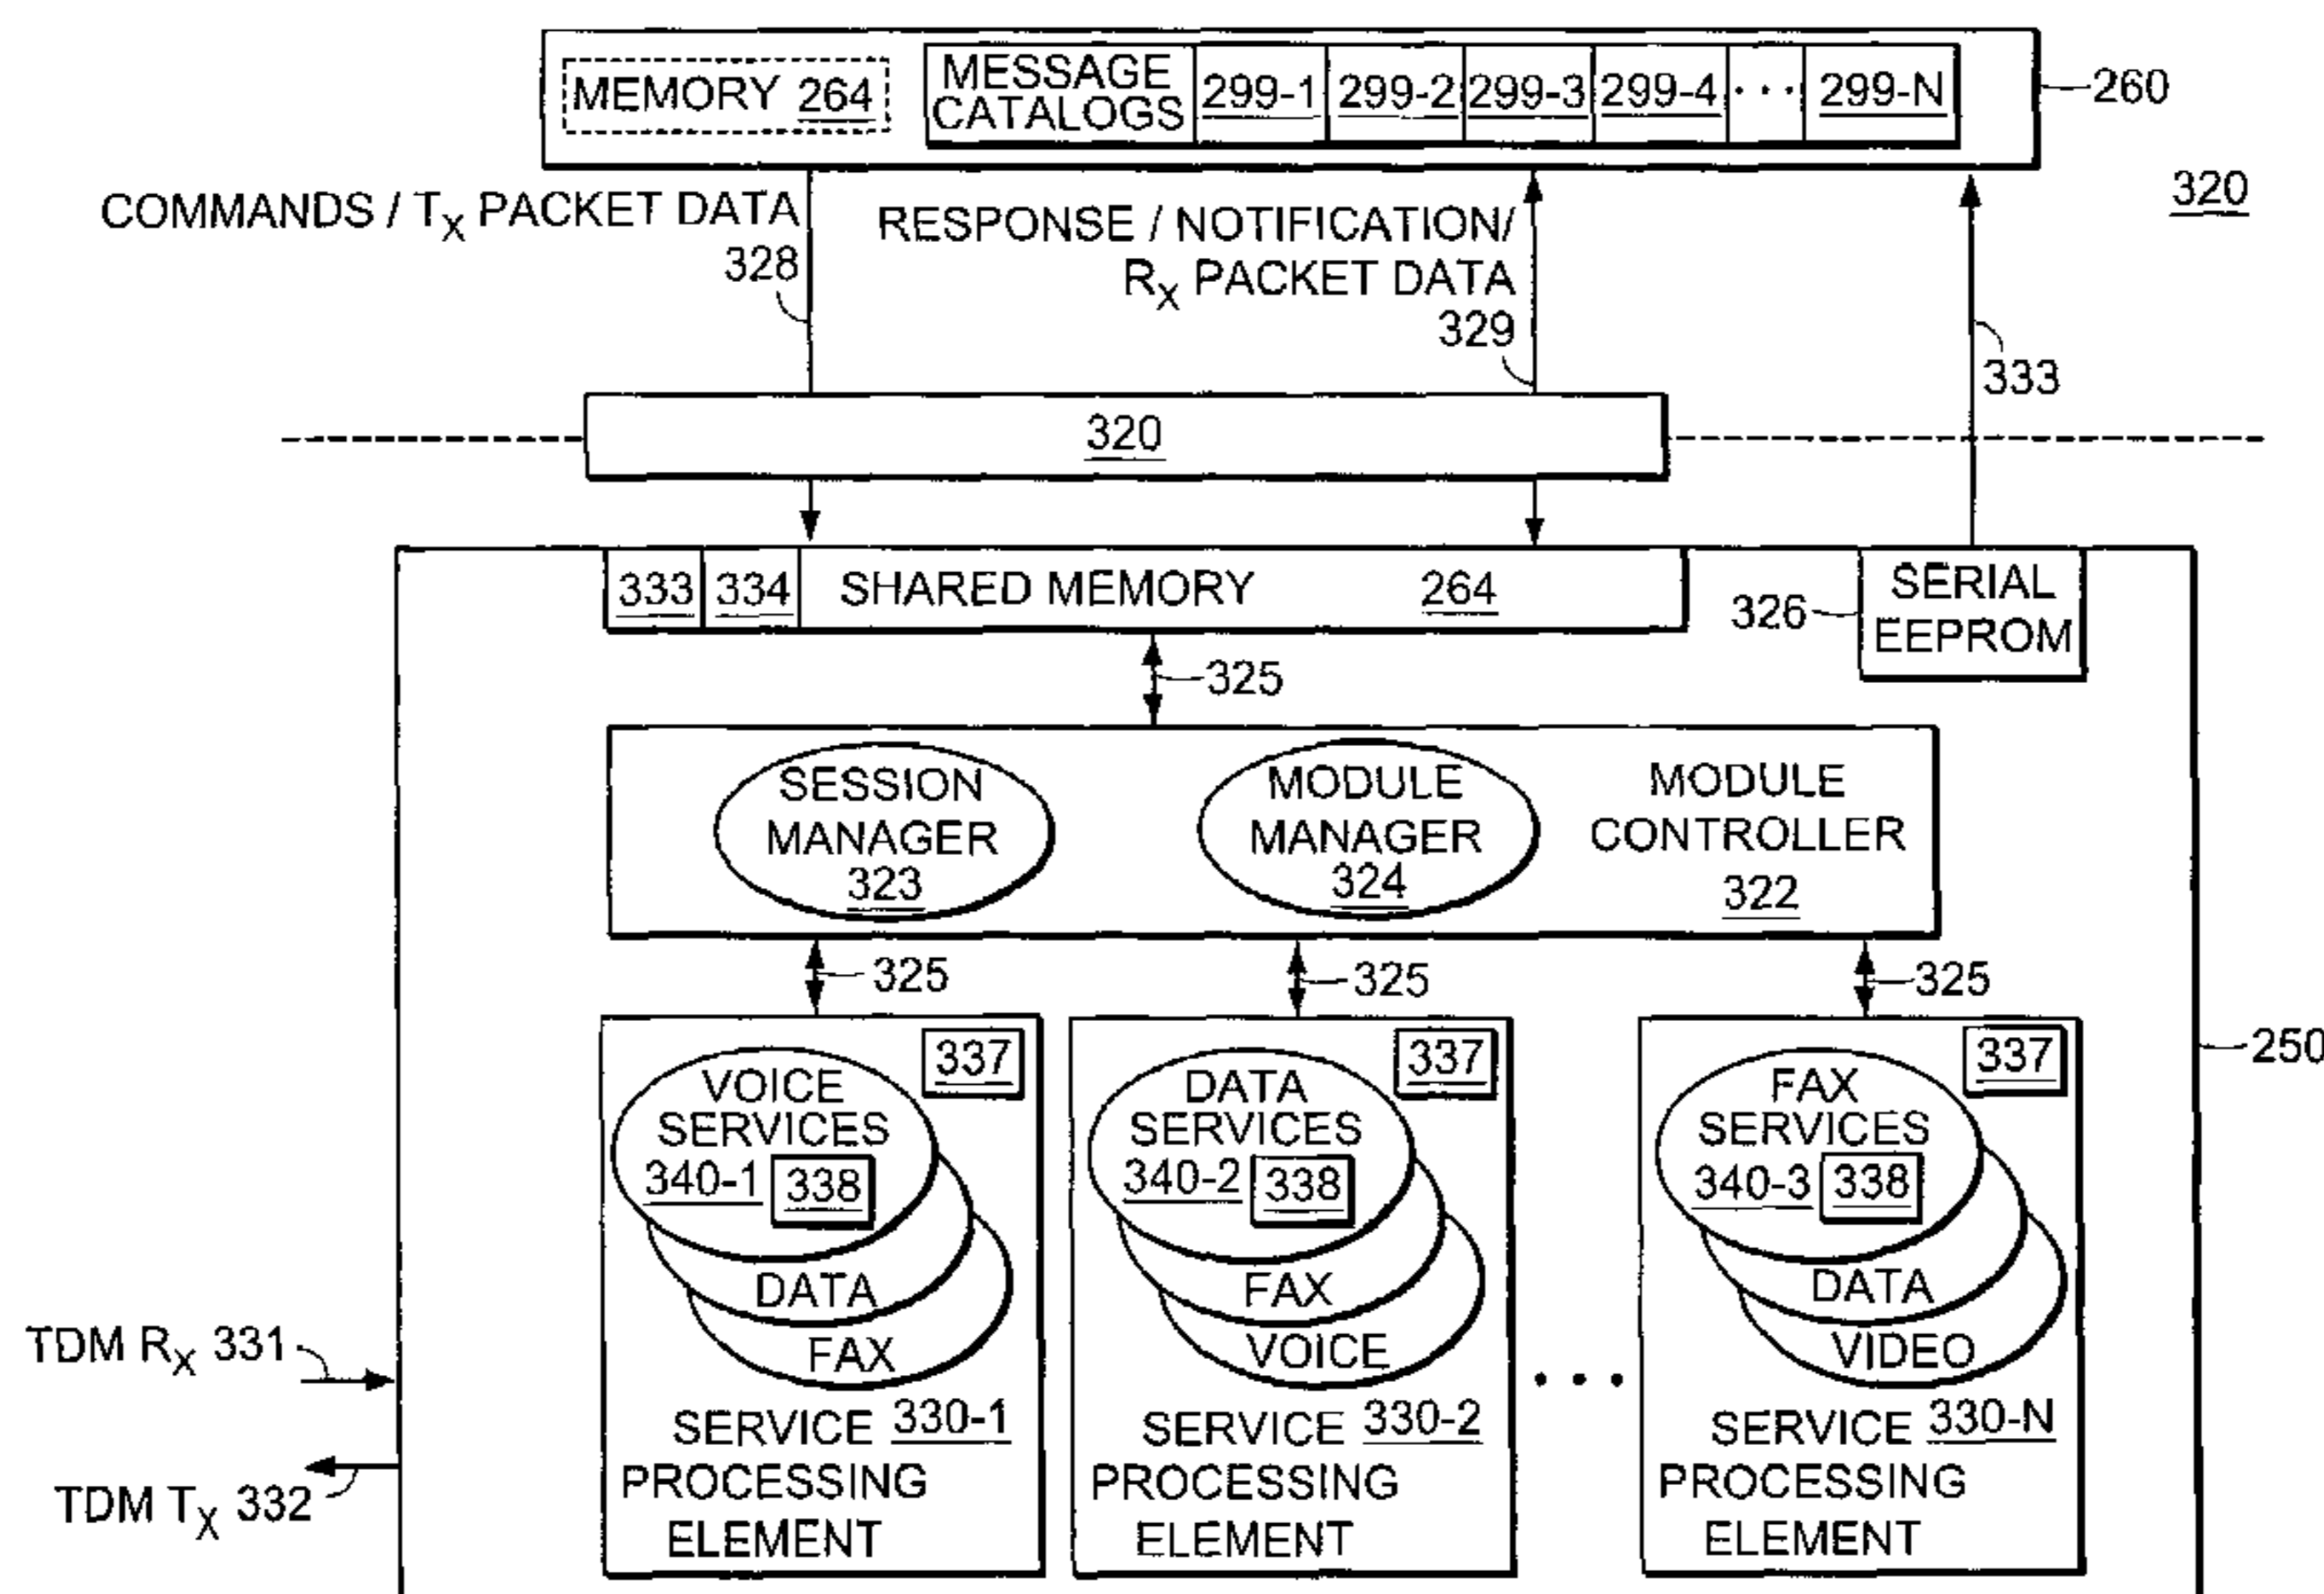 MEMORY 264
MESSAGE CATALOGS
299-1
299-2
299-3
299-4
...
299-N
260
COMMANDS / TX PACKET DATA
328
RESPONSE / NOTIFICATION/
RX PACKET DATA
329
320
333
320
333
334
SHARED MEMORY 264
326
SERIAL
EEPROM
325
SESSION
MANAGER
323
MODULE
MANAGER
324
MODULE
CONTROLLER
322
325
325
325
250
337
VOICE
SERVICES
340-1
338
DATA
FAX
SERVICE 330-1
PROCESSING
ELEMENT
337
DATA
SERVICES
340-2
338
FAX
VOICE
SERVICE 330-2
PROCESSING
ELEMENT
...
337
FAX
SERVICES
340-3
338
DATA
VIDEO
SERVICE 330-N
PROCESSING
ELEMENT
TDM RX 331
TDM TX 332